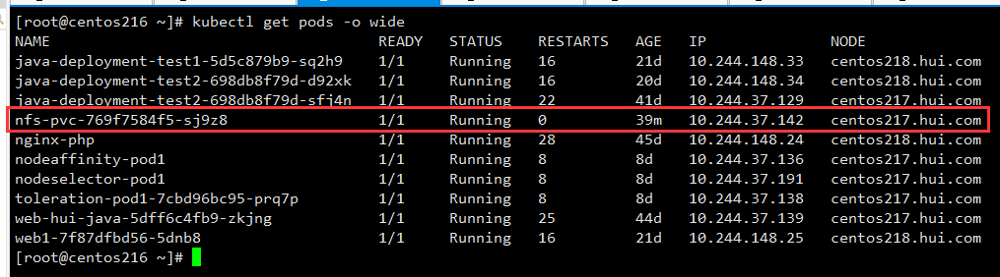 [root@centos216 ~]# kubectl get pods -o wide
NAME READY STATUS RESTARTS AGE IP NODE
java-deployment-test1-5d5c879b9-sq2h9 1/1 Running 16 21d 10.244.148.33 centos218.hui.com
java-deployment-test2-698db8f79d-d92xk 1/1 Running 16 20d 10.244.148.34 centos218.hui.com
java-deployment-test2-698db8f79d-sfj4n 1/1 Running 22 41d 10.244.37.129 centos217.hui.com
nfs-pvc-769f7584f5-sj9z8 1/1 Running 0 39m 10.244.37.142 centos217.hui.com
nginx-php 1/1 Running 28 45d 10.244.148.24 centos218.hui.com
nodeaffinity-pod1 1/1 Running 8 8d 10.244.37.136 centos217.hui.com
nodeselector-pod1 1/1 Running 8 8d 10.244.37.191 centos217.hui.com
toleration-pod1-7cbd96bc95-prq7p 1/1 Running 8 8d 10.244.37.138 centos217.hui.com
web-hui-java-5dff6c4fb9-zkjng 1/1 Running 25 44d 10.244.37.139 centos217.hui.com
web1-7f87dfbd56-5dnb8 1/1 Running 16 21d 10.244.148.25 centos218.hui.com
[root@centos216 ~]#